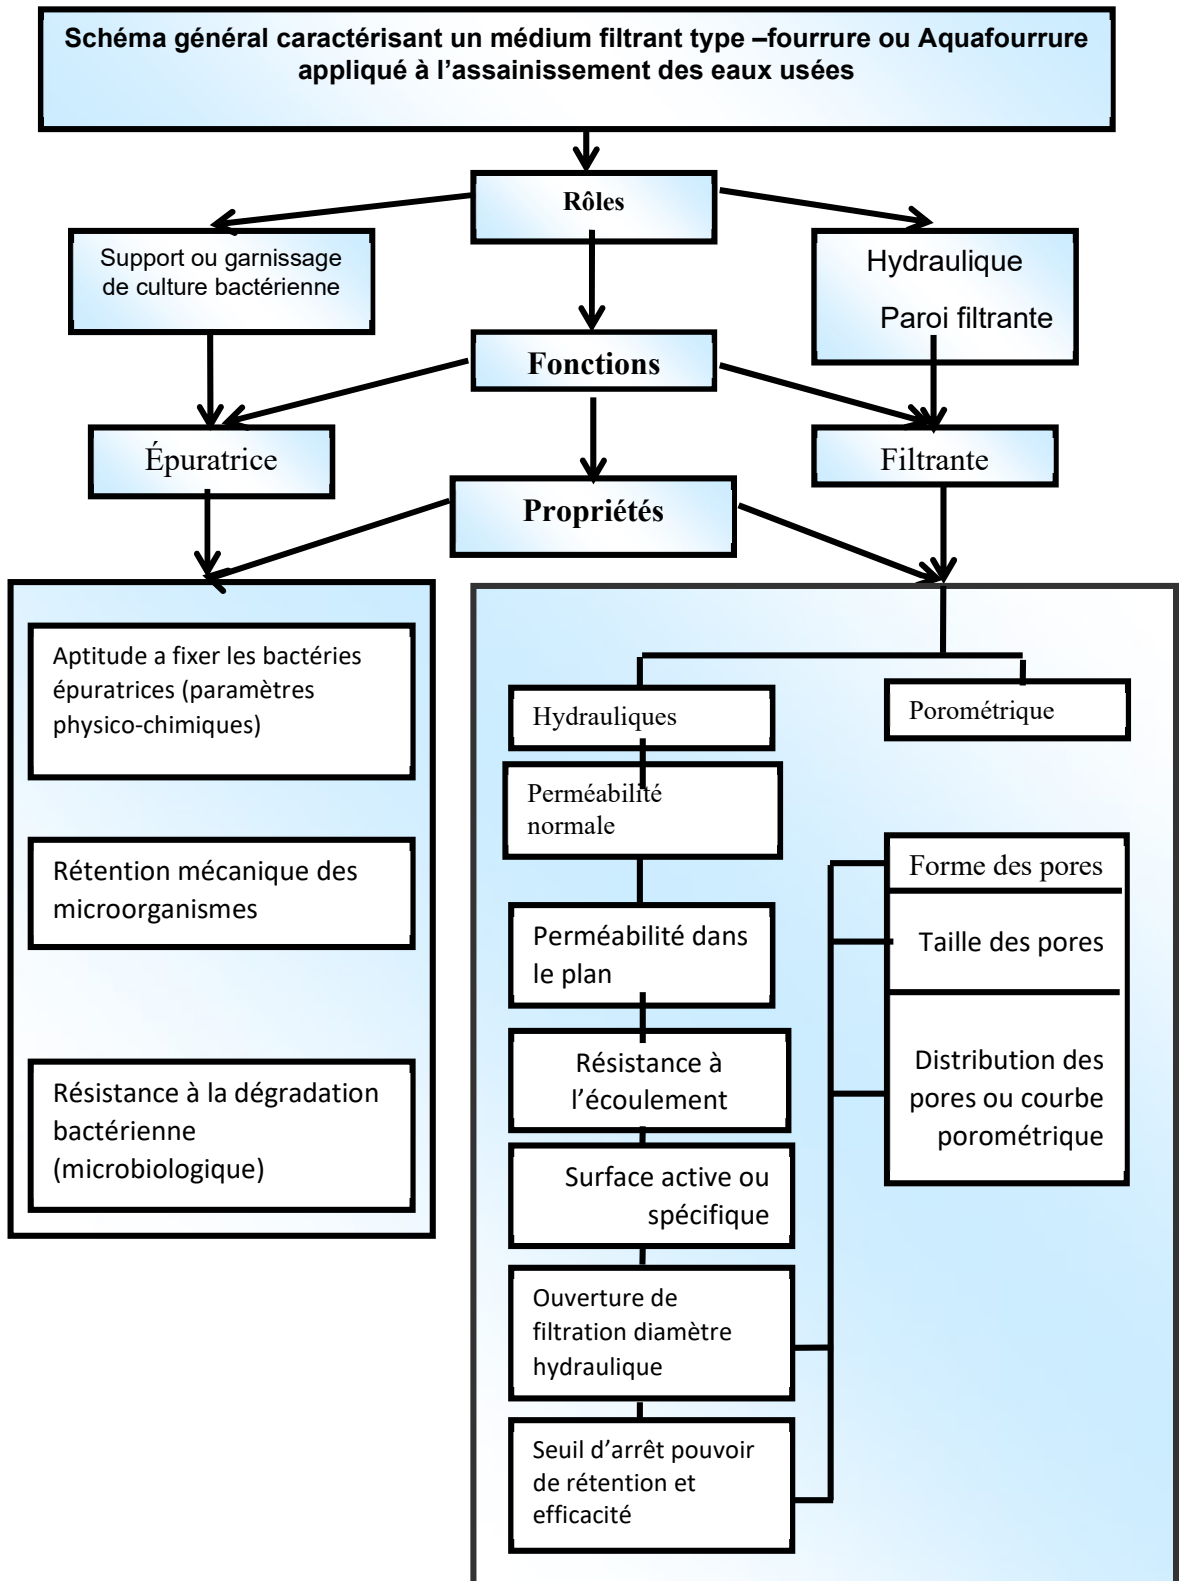 Schéma général caractérisant un médium filtrant type –fourrure ou Aquafourrure
appliqué à l’assainissement des eaux usées
Rôles
Support ou garnissage
de culture bactérienne
Hydraulique
Paroi filtrante
Fonctions
Épuratrice
Filtrante
Propriétés
Aptitude a fixer les bactéries
épuratrices (paramètres
physico-chimiques)
Rétention mécanique des
microorganismes
Résistance à la dégradation
bactérienne
(microbiologique)
Hydrauliques
Perméabilité
normale
Perméabilité dans
le plan
Résistance à
l’écoulement
Surface active ou
spécifique
Ouverture de
filtration diamètre
hydraulique
Seuil d’arrêt pouvoir
de rétention et
efficacité
Porométrique
Forme des pores
Taille des pores
Distribution des
pores ou courbe
porométrique